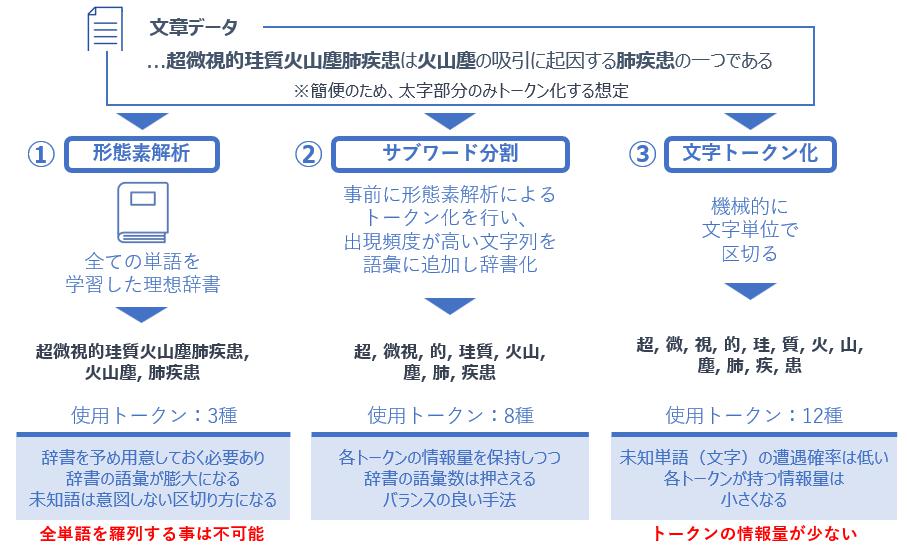 文章データ
…超微視的珪質火山塵肺疾患は火山塵の吸引に起因する肺疾患の一つである
※簡便のため、太字部分のみトークン化する想定
① 形態素解析
全ての単語を
学習した理想辞書
超微視的珪質火山塵肺疾患,
火山塵, 肺疾患
使用トークン：3種
辞書を予め用意しておく必要あり
辞書の語彙が膨大になる
未知語は意図しない区切り方になる
全単語を羅列する事は不可能
② サブワード分割
事前に形態素解析による
トークン化を行い、
出現頻度が高い文字列を
語彙に追加し辞書化
超, 微視, 的, 珪質, 火山,
塵, 肺, 疾患
使用トークン：8種
各トークンの情報量を保持しつつ
辞書の語彙数は押さえる
バランスの良い手法
③ 文字トークン化
機械的に
文字単位で
区切る
超, 微, 視, 的, 珪, 質, 火, 山,
塵, 肺, 疾, 患
使用トークン：12種
未知単語（文字）の遭遇確率は低い
各トークンが持つ情報量は
小さくなる
トークンの情報量が少ない